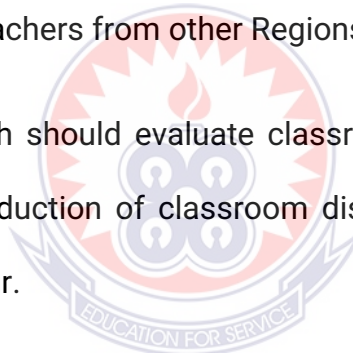 achers from other Regions
h should evaluate classr
duction of classroom dis
r.
EDUCATION FOR SERVICE